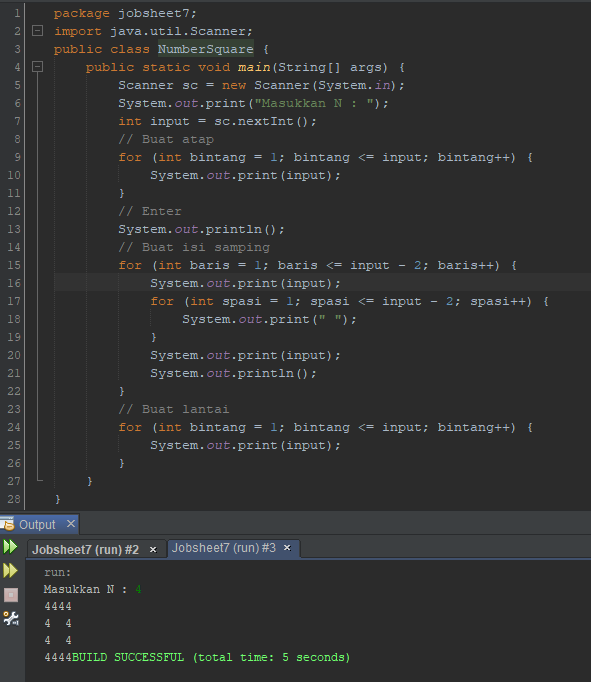 1 package jobsheet7;
2 import java.util.Scanner;
3 public class NumberSquare {
4     public static void main(String[] args) {
5         Scanner sc = new Scanner(System.in);
6         System.out.print("Masukkan N : ");
7         int input = sc.nextInt();
8         // Buat atap
9         for (int bintang = 1; bintang <= input; bintang++) {
10             System.out.print(input);
11         }
12         // Enter
13         System.out.println();
14         // Buat isi samping
15         for (int baris = 1; baris <= input - 2; baris++) {
16             System.out.print(input);
17             for (int spasi = 1; spasi <= input - 2; spasi++) {
18                 System.out.print(" ");
19             }
20             System.out.print(input);
21             System.out.println();
22         }
23         // Buat lantai
24         for (int bintang = 1; bintang <= input; bintang++) {
25             System.out.print(input);
26         }
27     }
28 }
Output ×
Jobsheet7 (run) #2 × Jobsheet7 (run) #3 ×
run:
Masukkan N : 4
4444
4  4
4  4
4444BUILD SUCCESSFUL (total time: 5 seconds)